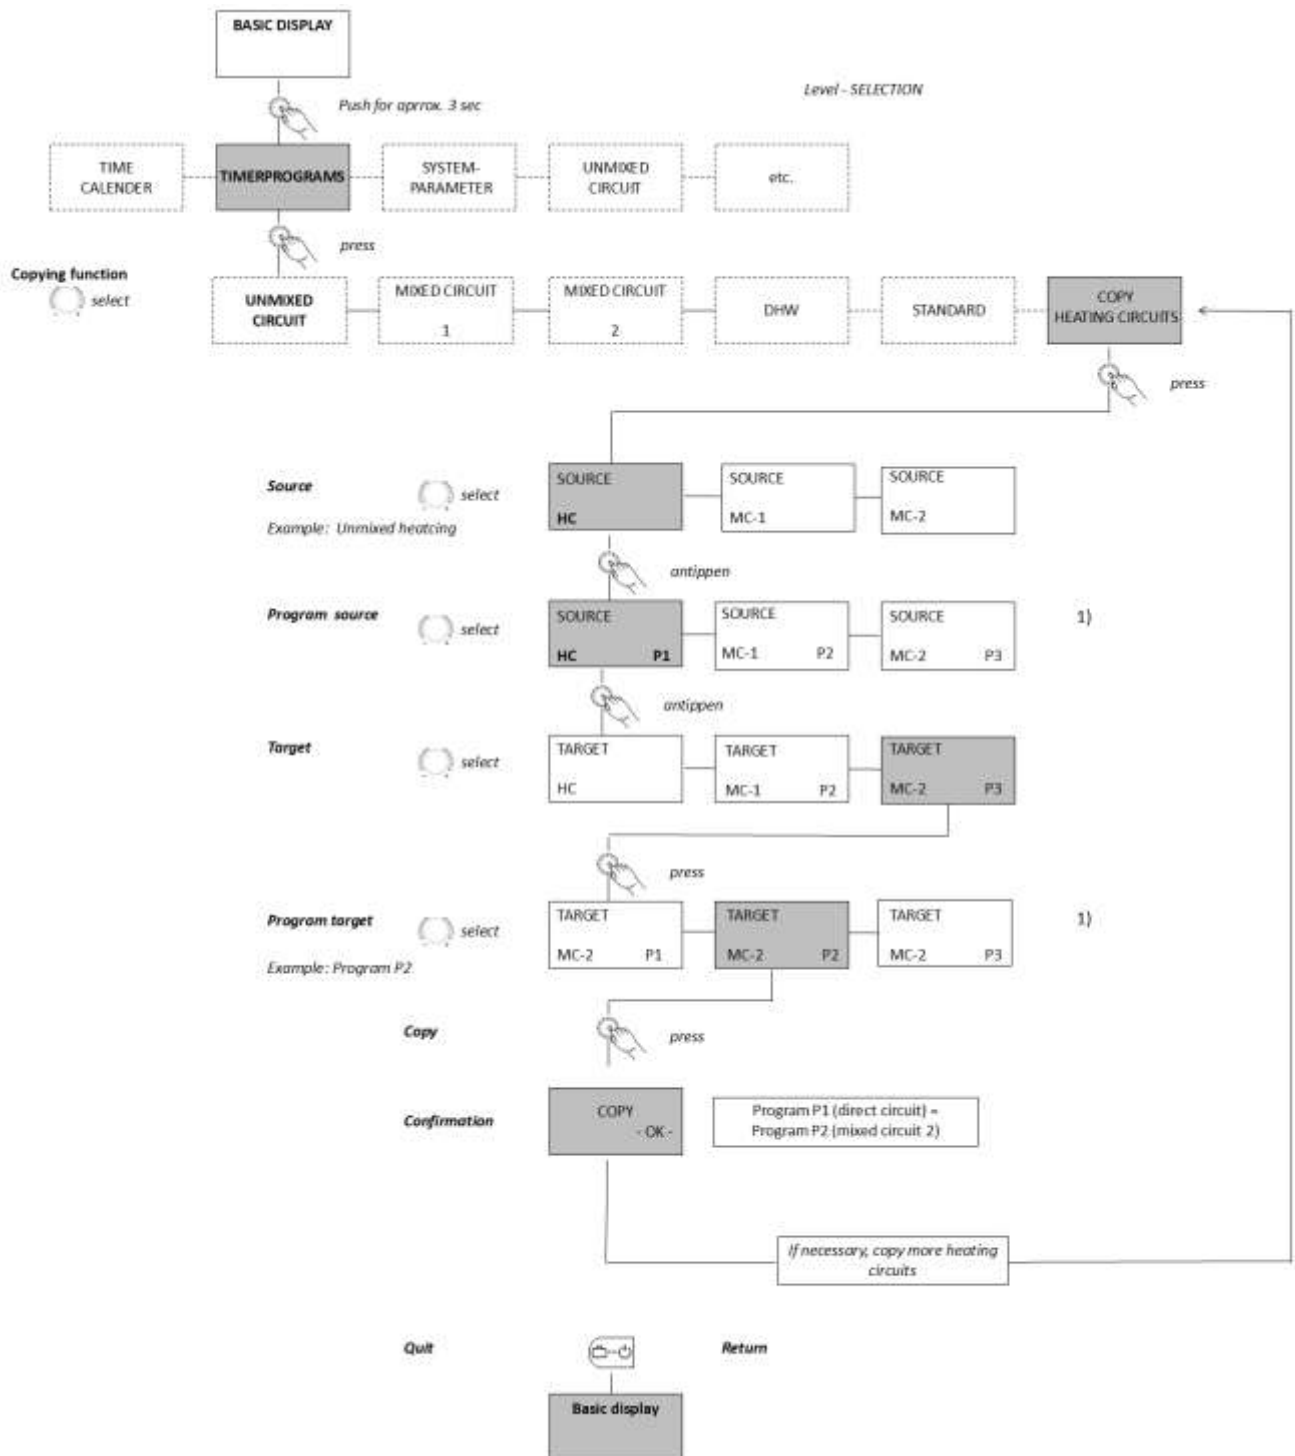 BASIC DISPLAY
Push for aprrox. 3 sec
Level - SELECTION
TIME
CALENDER
TIMERPROGRAMS
SYSTEM-
PARAMETER
UNMIXED
CIRCUIT
etc.
press
Copying function
select
UNMIXED
CIRCUIT
MIXED CIRCUIT
1
MIXED CIRCUIT
2
DHW
STANDARD
COPY
HEATING CIRCUITS
press
Source
select
Example: Unmixed heatcing
SOURCE
HC
SOURCE
MC-1
SOURCE
MC-2
antippen
Program source
select
SOURCE
HC P1
SOURCE
MC-1 P2
SOURCE
MC-2 P3
1)
antippen
Target
select
TARGET
HC
TARGET
MC-1 P2
TARGET
MC-2 P3
press
Program target
select
Example: Program P2
TARGET
MC-2 P1
TARGET
MC-2 P2
TARGET
MC-2 P3
1)
Copy
press
Confirmation
COPY
- OK -
Program P1 (direct circuit) =
Program P2 (mixed circuit 2)
If necessary, copy more heating
circuits
Quit
Return
Basic display